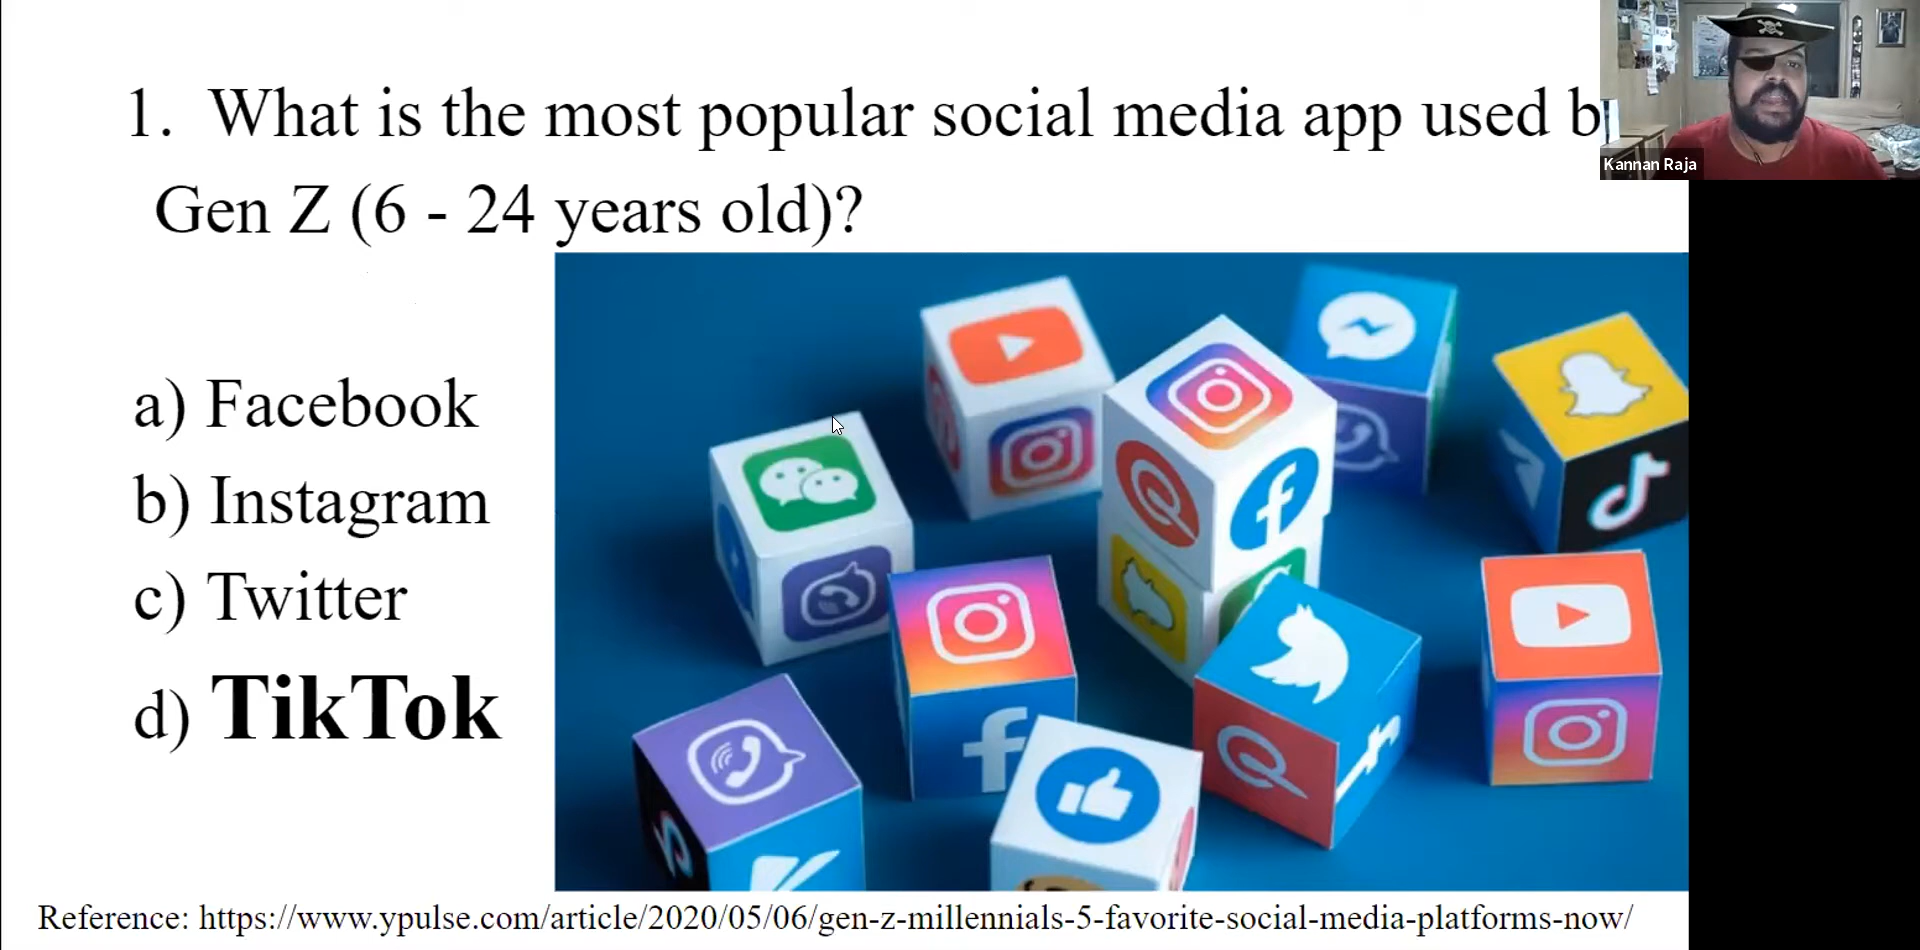 1. What is the most popular social media app used b
Gen Z (6 - 24 years old)?
Kannan Raja
a) Facebook
b) Instagram
c) Twitter
d) TikTok
Reference: https://www.ypulse.com/article/2020/05/06/gen-z-millennials-5-favorite-social-media-platforms-now/